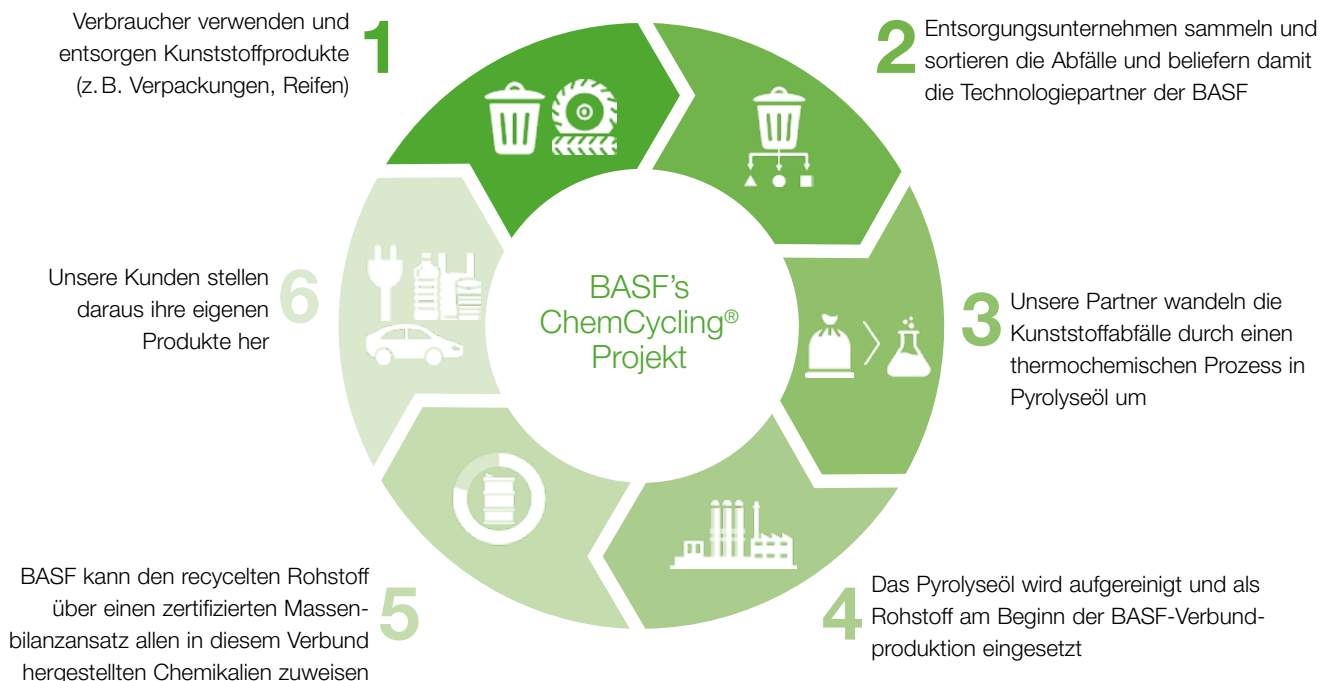 1
Verbraucher verwenden und
entsorgen Kunststoffprodukte
(z. B. Verpackungen, Reifen)
2
Entsorgungsunternehmen sammeln und
sortieren die Abfälle und beliefern damit
die Technologiepartner der BASF
3
Unsere Partner wandeln die
Kunststoffabfälle durch einen
thermochemischen Prozess in
Pyrolyseöl um
4
Das Pyrolyseöl wird aufgereinigt und als
Rohstoff am Beginn der BASF-Verbund-
produktion eingesetzt
5
BASF kann den recycelten Rohstoff
über einen zertifizierten Massen-
bilanzansatz allen in diesem Verbund
hergestellten Chemikalien zuweisen
6
Unsere Kunden stellen
daraus ihre eigenen
Produkte her
BASF’s
ChemCycling®
Projekt